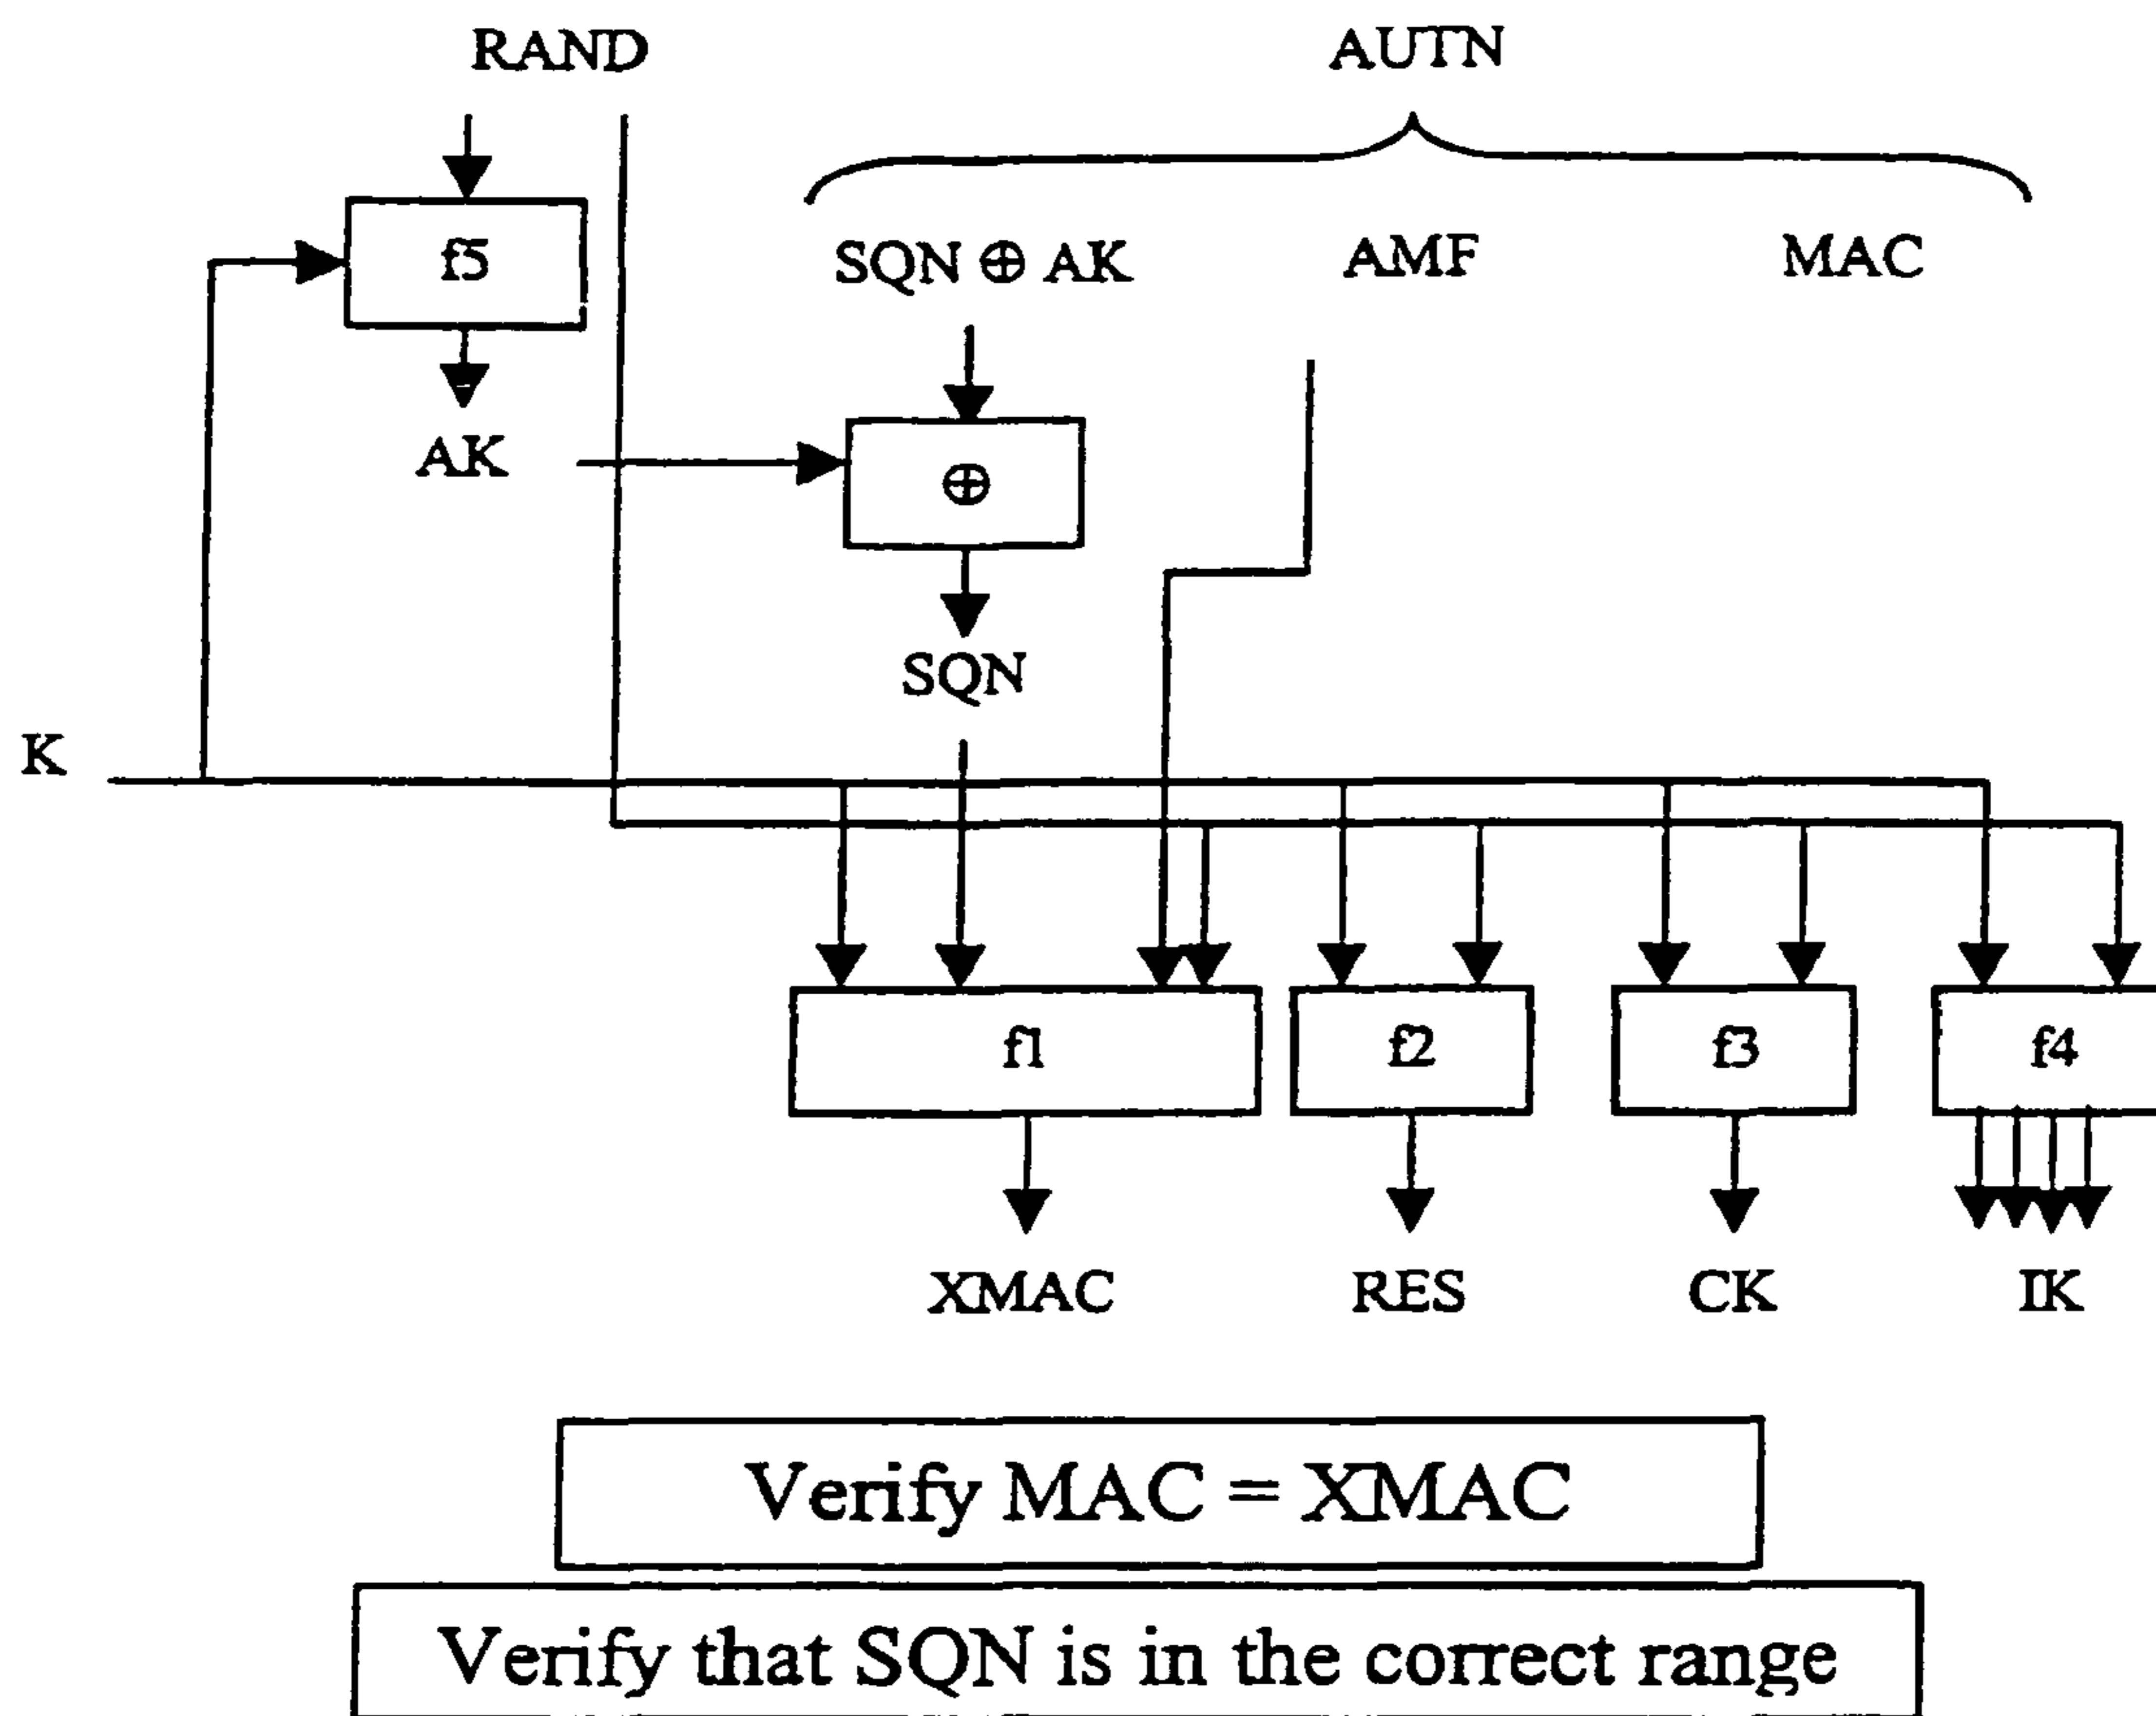 RAND AUTN
f5 SQN ⊕ AK AMF MAC
AK ⊕
SQN
K
f1 f2 f3 f4
XMAC RES CK IK
Verify MAC = XMAC
Verify that SQN is in the correct range